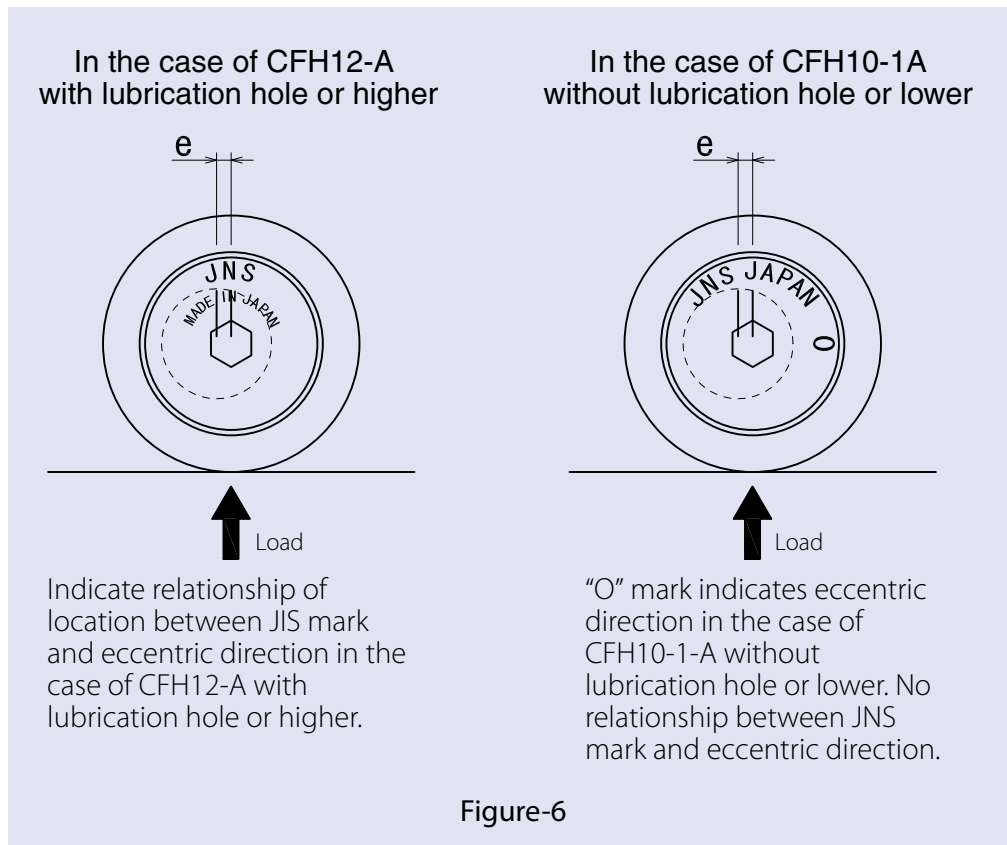 In the case of CFH12-A
with lubrication hole or higher
e
JNS
MADE IN JAPAN
Load
Indicate relationship of
location between JIS mark
and eccentric direction in the
case of CFH12-A with
lubrication hole or higher.
In the case of CFH10-1A
without lubrication hole or lower
e
JNS JAPAN
O
Load
“O” mark indicates eccentric
direction in the case of
CFH10-1-A without
lubrication hole or lower. No
relationship between JNS
mark and eccentric direction.
Figure-6